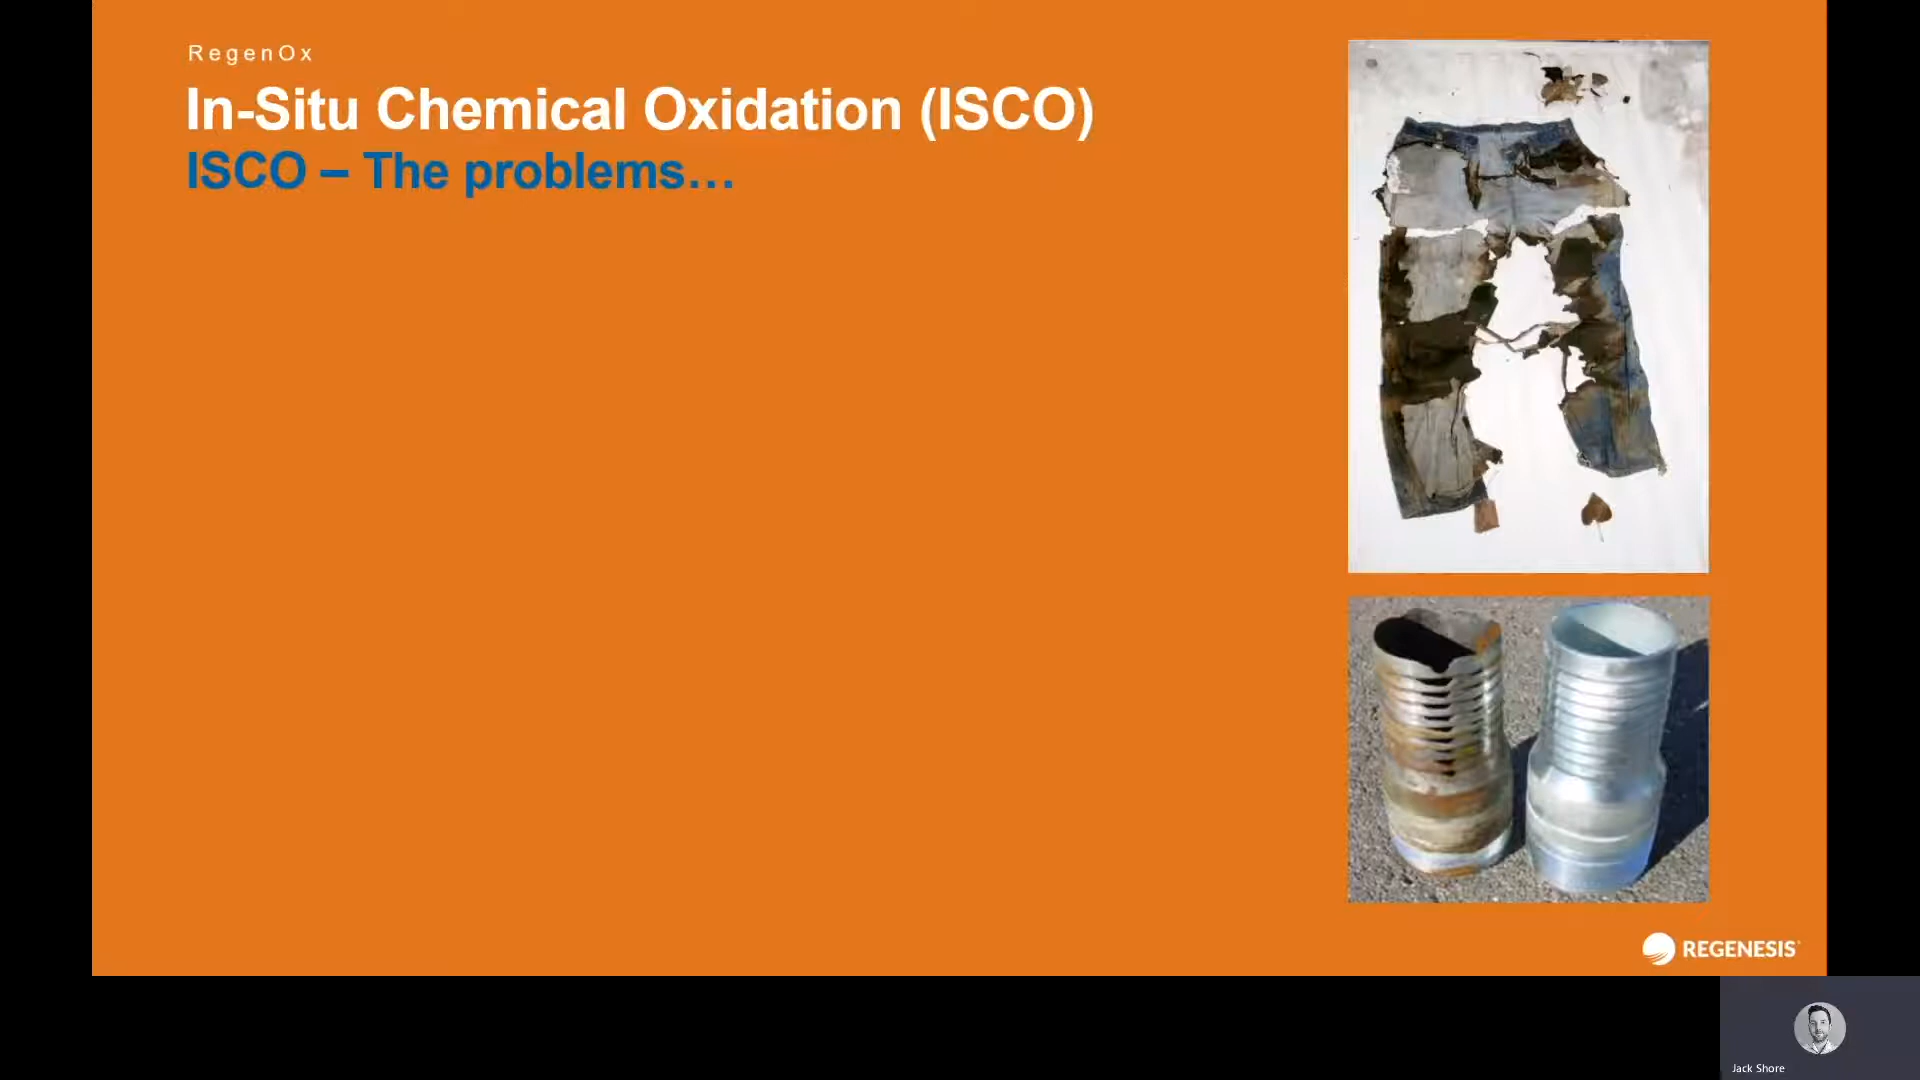 RegenOx
In-Situ Chemical Oxidation (ISCO)
ISCO – The problems…
REGENESIS
Jack Shore